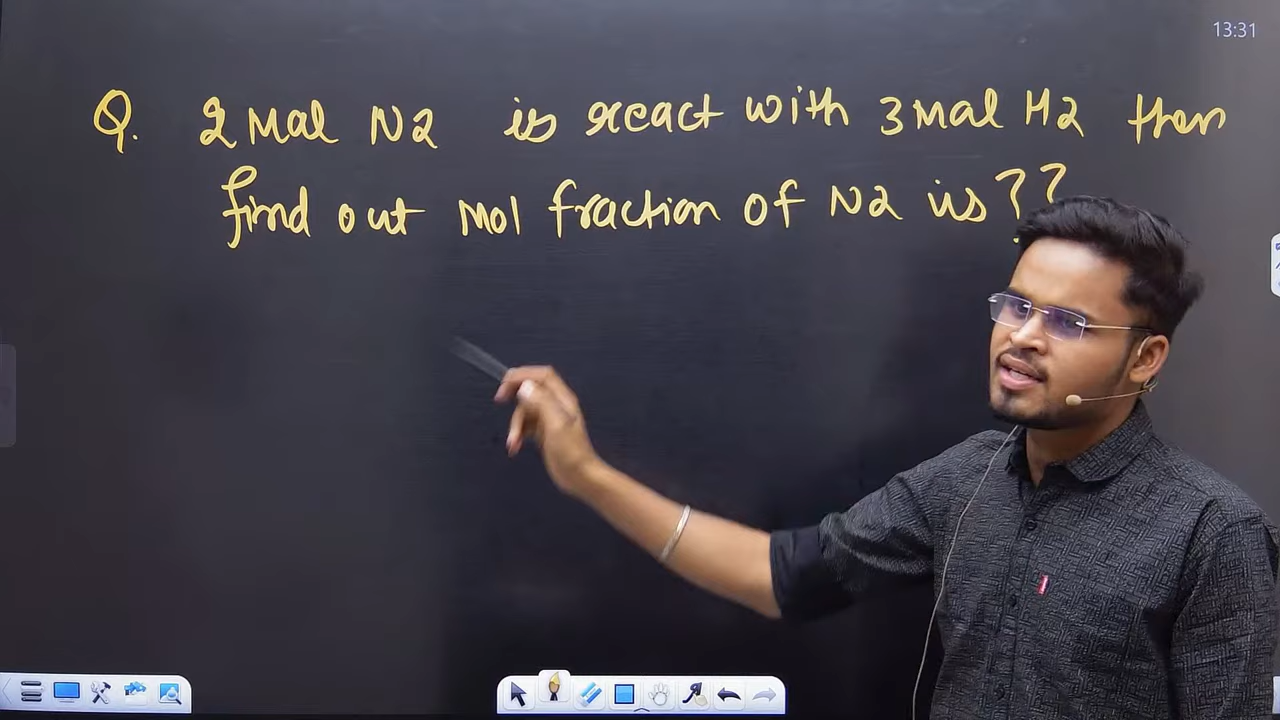 13:31
Q. 2 Mol N2 is react with 3 Mol H2 then
find out mol fraction of N2 is??